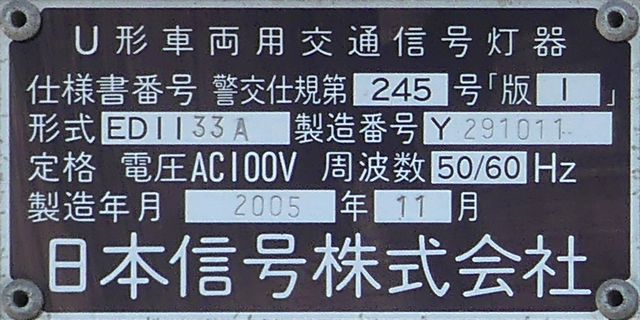 U形車両用交通信号灯器
仕様書番号 警交仕規第 245 号「版 1 」
形式 ED1133A 製造番号 Y 291011
定格 電圧AC100V 周波数 50/60 Hz
製造年月 2005 年 11 月
日本信号株式会社